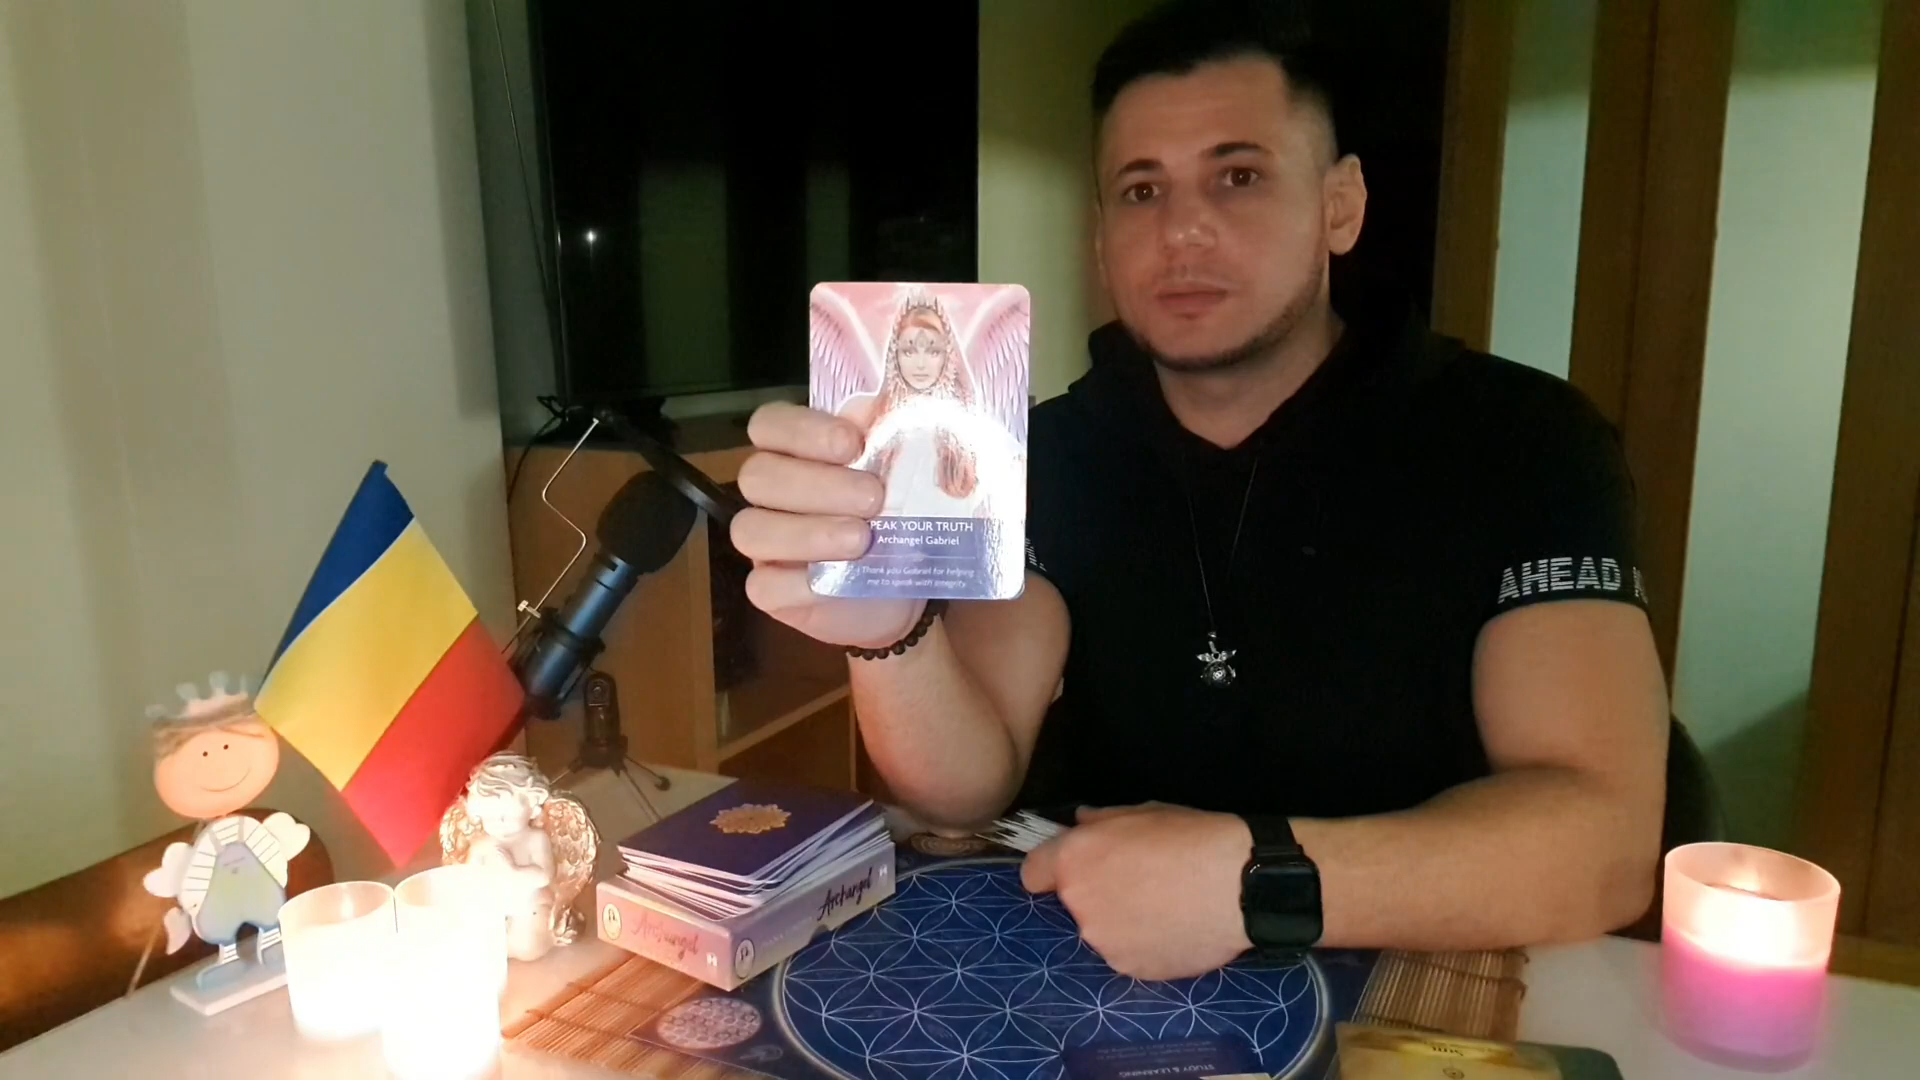 PEAK YOUR TRUTH
Archangel Gabriel
Thank you Gabriel for helping
me to speak with integrity
AHEAD
Archangel
Archangel
STUDY & LEARNING
Sun